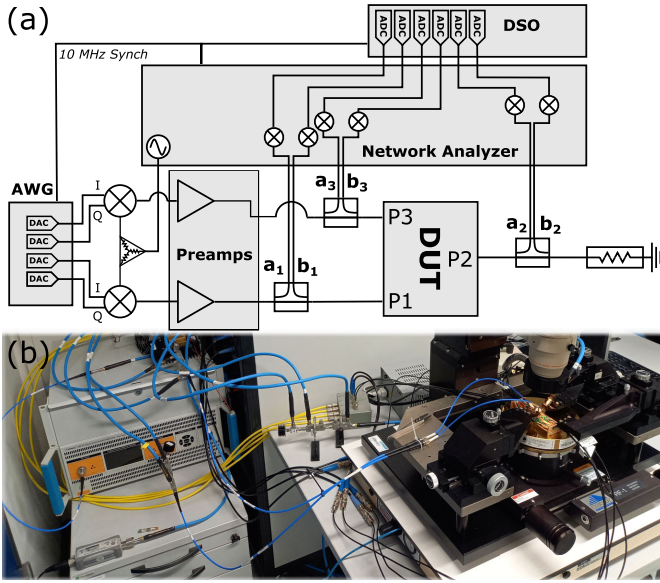 (a)
ADC ADC ADC ADC ADC ADC
DSO
10 MHz Synch
Network Analyzer
AWG
I
Q
DAC
DAC
DAC
DAC
I
Q
Preamps
a3 b3
a1 b1
a2 b2
P3
DUT
P2
P1
(b)